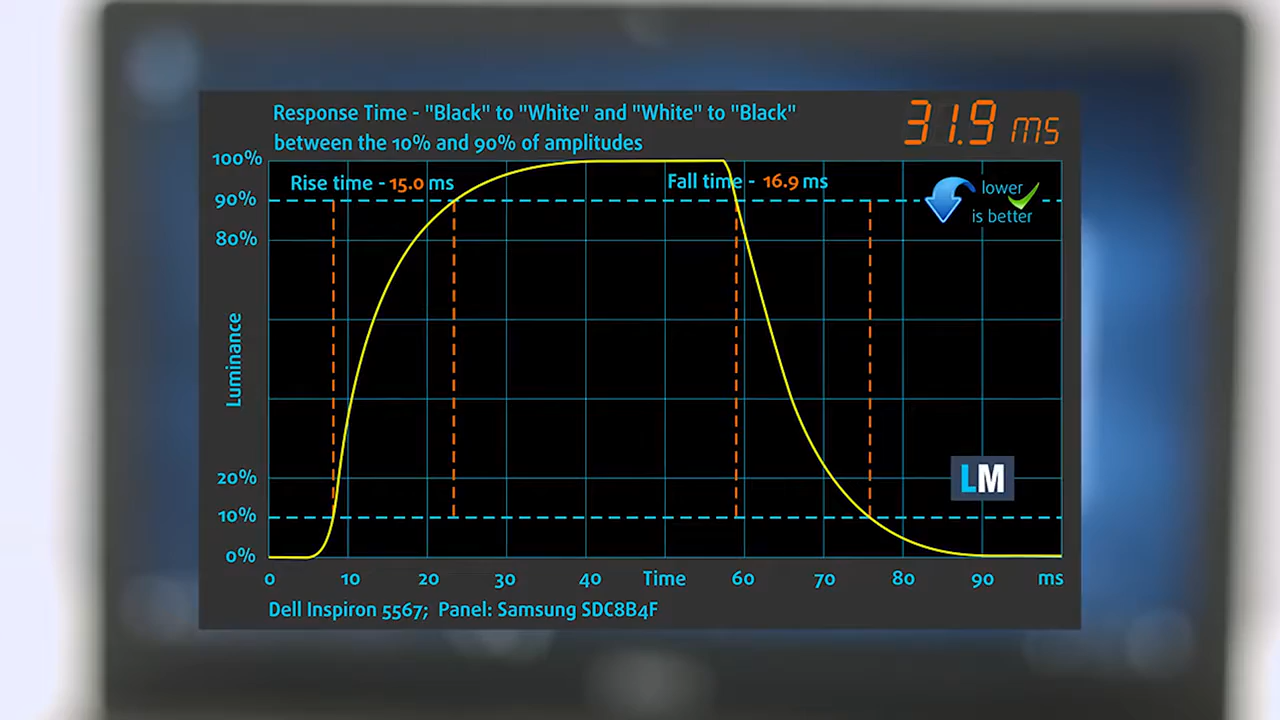 Response Time - "Black" to "White" and "White" to "Black"
between the 10% and 90% of amplitudes
31.9 ms
100%
Rise time - 15.0 ms
Fall time - 16.9 ms
lower
is better
90%
80%
Luminance
20%
LM
10%
0%
0 10 20 30 40 Time 60 70 80 90 ms
Dell Inspiron 5567; Panel: Samsung SDC8B4F